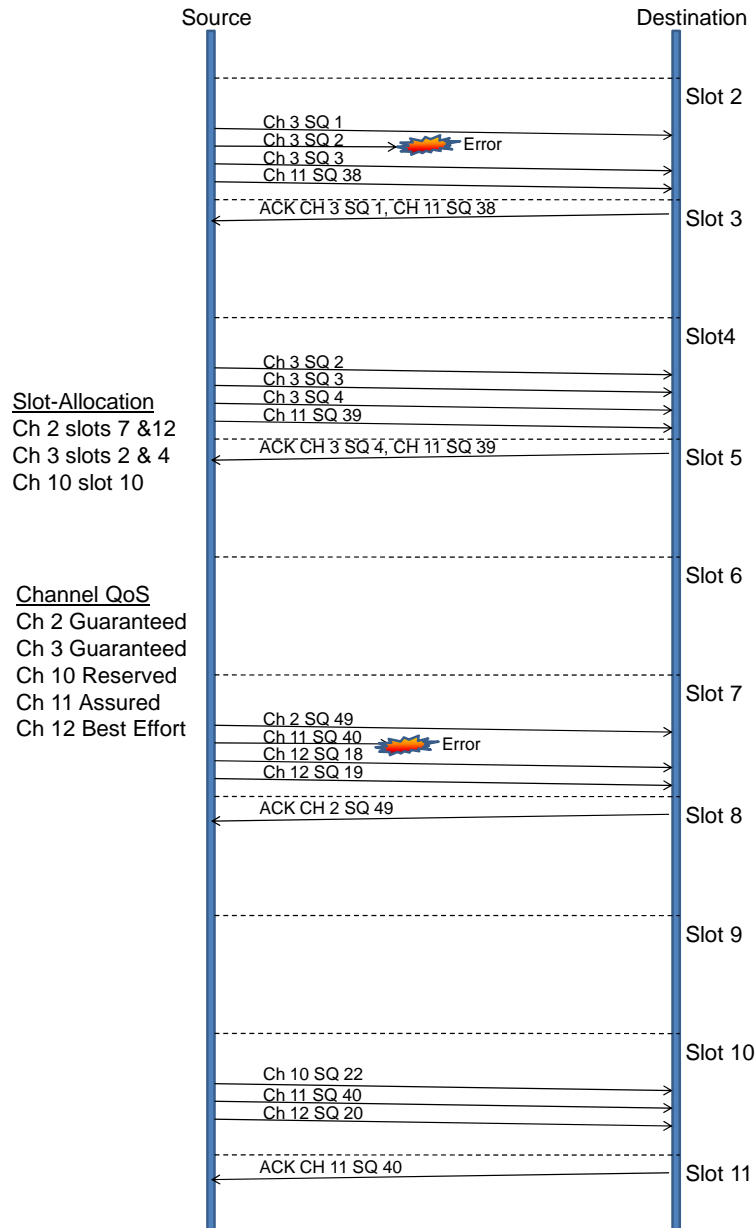 Source
Destination
Slot 2
Ch 3 SQ 1
Ch 3 SQ 2
Error
Ch 3 SQ 3
Ch 11 SQ 38
ACK CH 3 SQ 1, CH 11 SQ 38
Slot 3
Slot4
Ch 3 SQ 2
Ch 3 SQ 3
Ch 3 SQ 4
Ch 11 SQ 39
ACK CH 3 SQ 4, CH 11 SQ 39
Slot 5
Slot-Allocation
Ch 2 slots 7 &12
Ch 3 slots 2 & 4
Ch 10 slot 10
Slot 6
Channel QoS
Ch 2 Guaranteed
Ch 3 Guaranteed
Ch 10 Reserved
Ch 11 Assured
Ch 12 Best Effort
Slot 7
Ch 2 SQ 49
Ch 11 SQ 40
Error
Ch 12 SQ 18
Ch 12 SQ 19
ACK CH 2 SQ 49
Slot 8
Slot 9
Slot 10
Ch 10 SQ 22
Ch 11 SQ 40
Ch 12 SQ 20
ACK CH 11 SQ 40
Slot 11